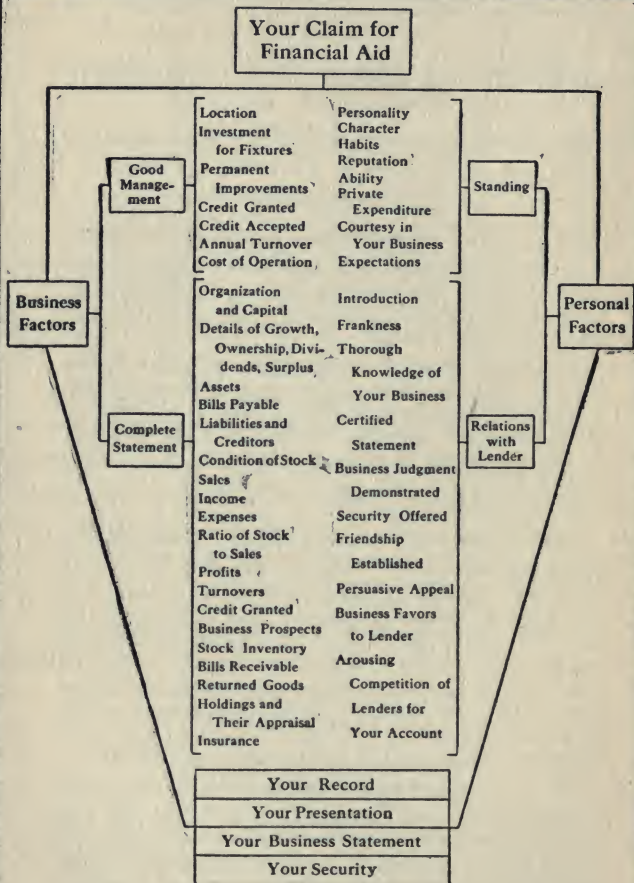 Your Claim for
Financial Aid
Business
Factors
Good
Manage-
ment
Location
Investment
for Fixtures
Permanent
Improvements
Credit Granted
Credit Accepted
Annual Turnover
Cost of Operation
Personality
Character
Habits
Reputation
Ability
Private
Expenditure
Courtesy in
Your Business
Expectations
Standing
Personal
Factors
Complete
Statement
Organization
and Capital
Details of Growth,
Ownership, Divi-
dends, Surplus
Assets
Bills Payable
Liabilities and
Creditors
Condition of Stock
Sales
Income
Expenses
Ratio of Stock
to Sales
Profits
Turnovers
Credit Granted
Business Prospects
Stock Inventory
Bills Receivable
Returned Goods
Holdings and
Their Appraisal
Insurance
Introduction
Frankness
Thorough
Knowledge of
Your Business
Certified
Statement
Business Judgment
Demonstrated
Security Offered
Friendship
Established
Persuasive Appeal
Business Favors
to Lender
Arousing
Competition of
Lenders for
Your Account
Relations
with
Lender
Your Record
Your Presentation
Your Business Statement
Your Security